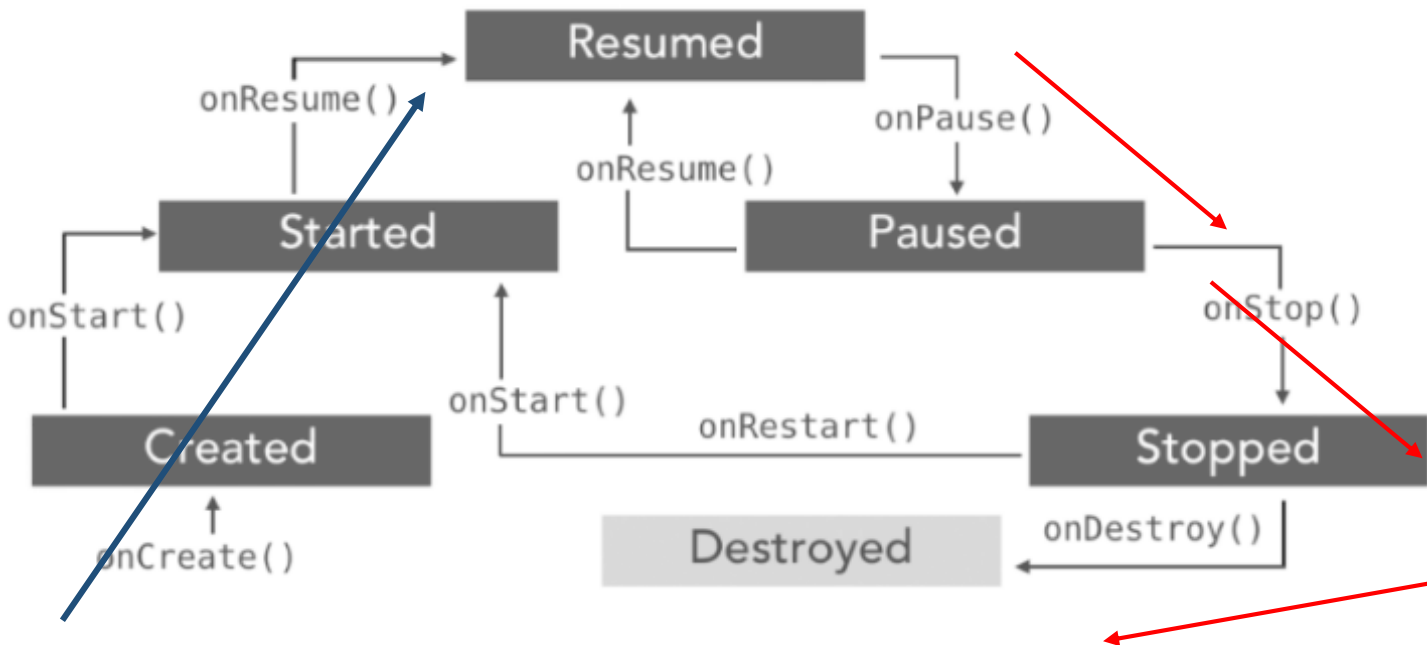 Resumed
onResume()
onPause()
onResume()
Started
Paused
onStart()
onStop()
onStart()
onRestart()
Created
Stopped
onCreate()
Destroyed
onDestroy()